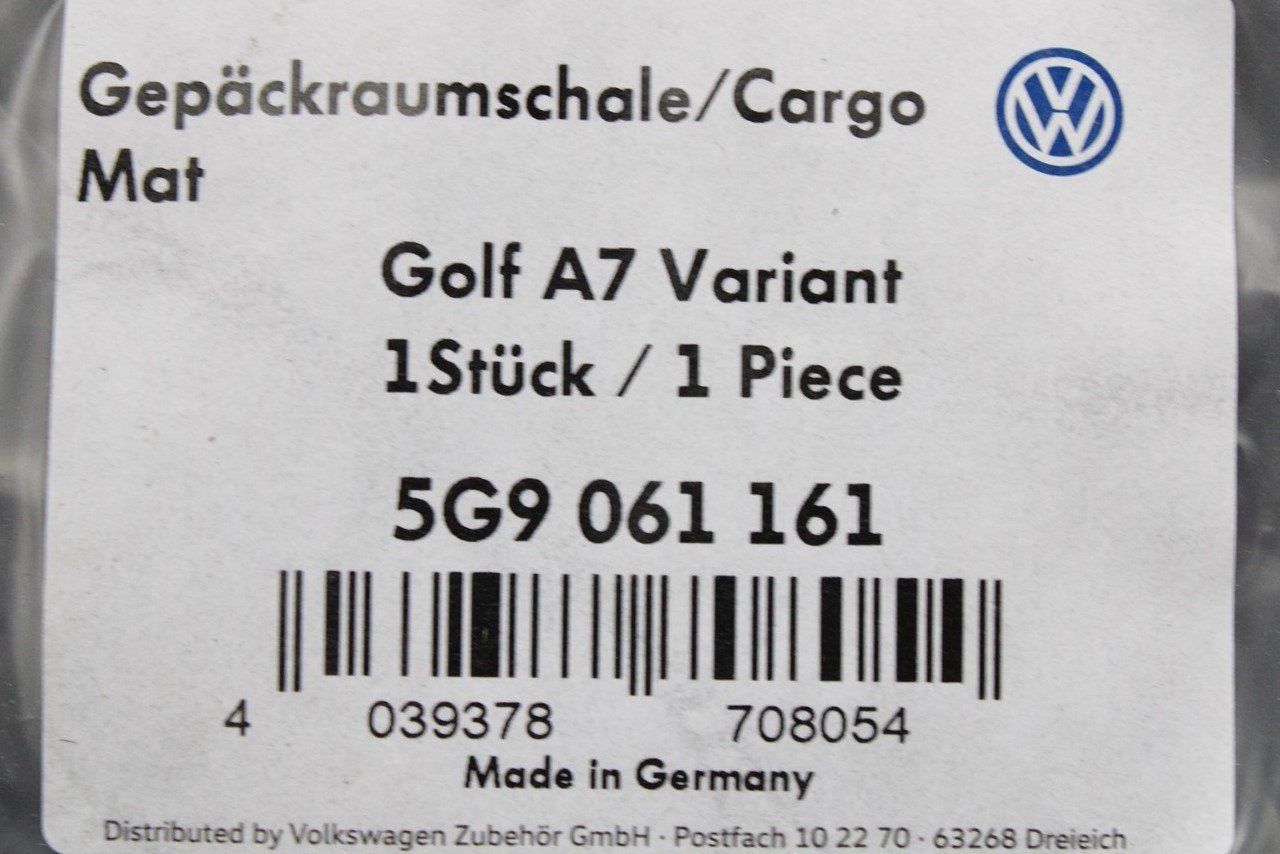 Gepäckraumschale/Cargo
Mat
Golf A7 Variant
1Stück / 1 Piece
5G9 061 161
4 039378 708054
Made in Germany
Distributed by Volkswagen Zubehör GmbH · Postfach 10 22 70 · 63268 Dreieich